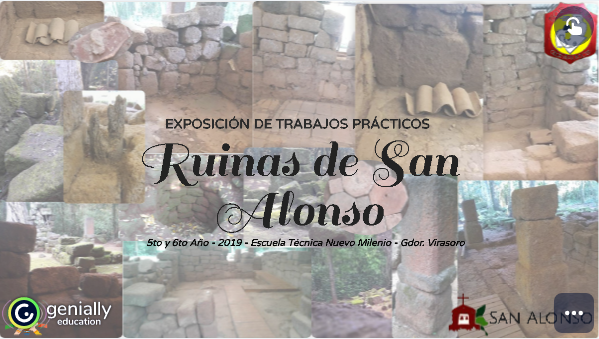 EXPOSICIÓN DE TRABAJOS PRÁCTICOS
Ruinas de San
Alonso
5to y 6to Año - 2019 - Escuela Técnica Nuevo Milenio - Gdor. Virasoro
genially
education
SAN ALONSO